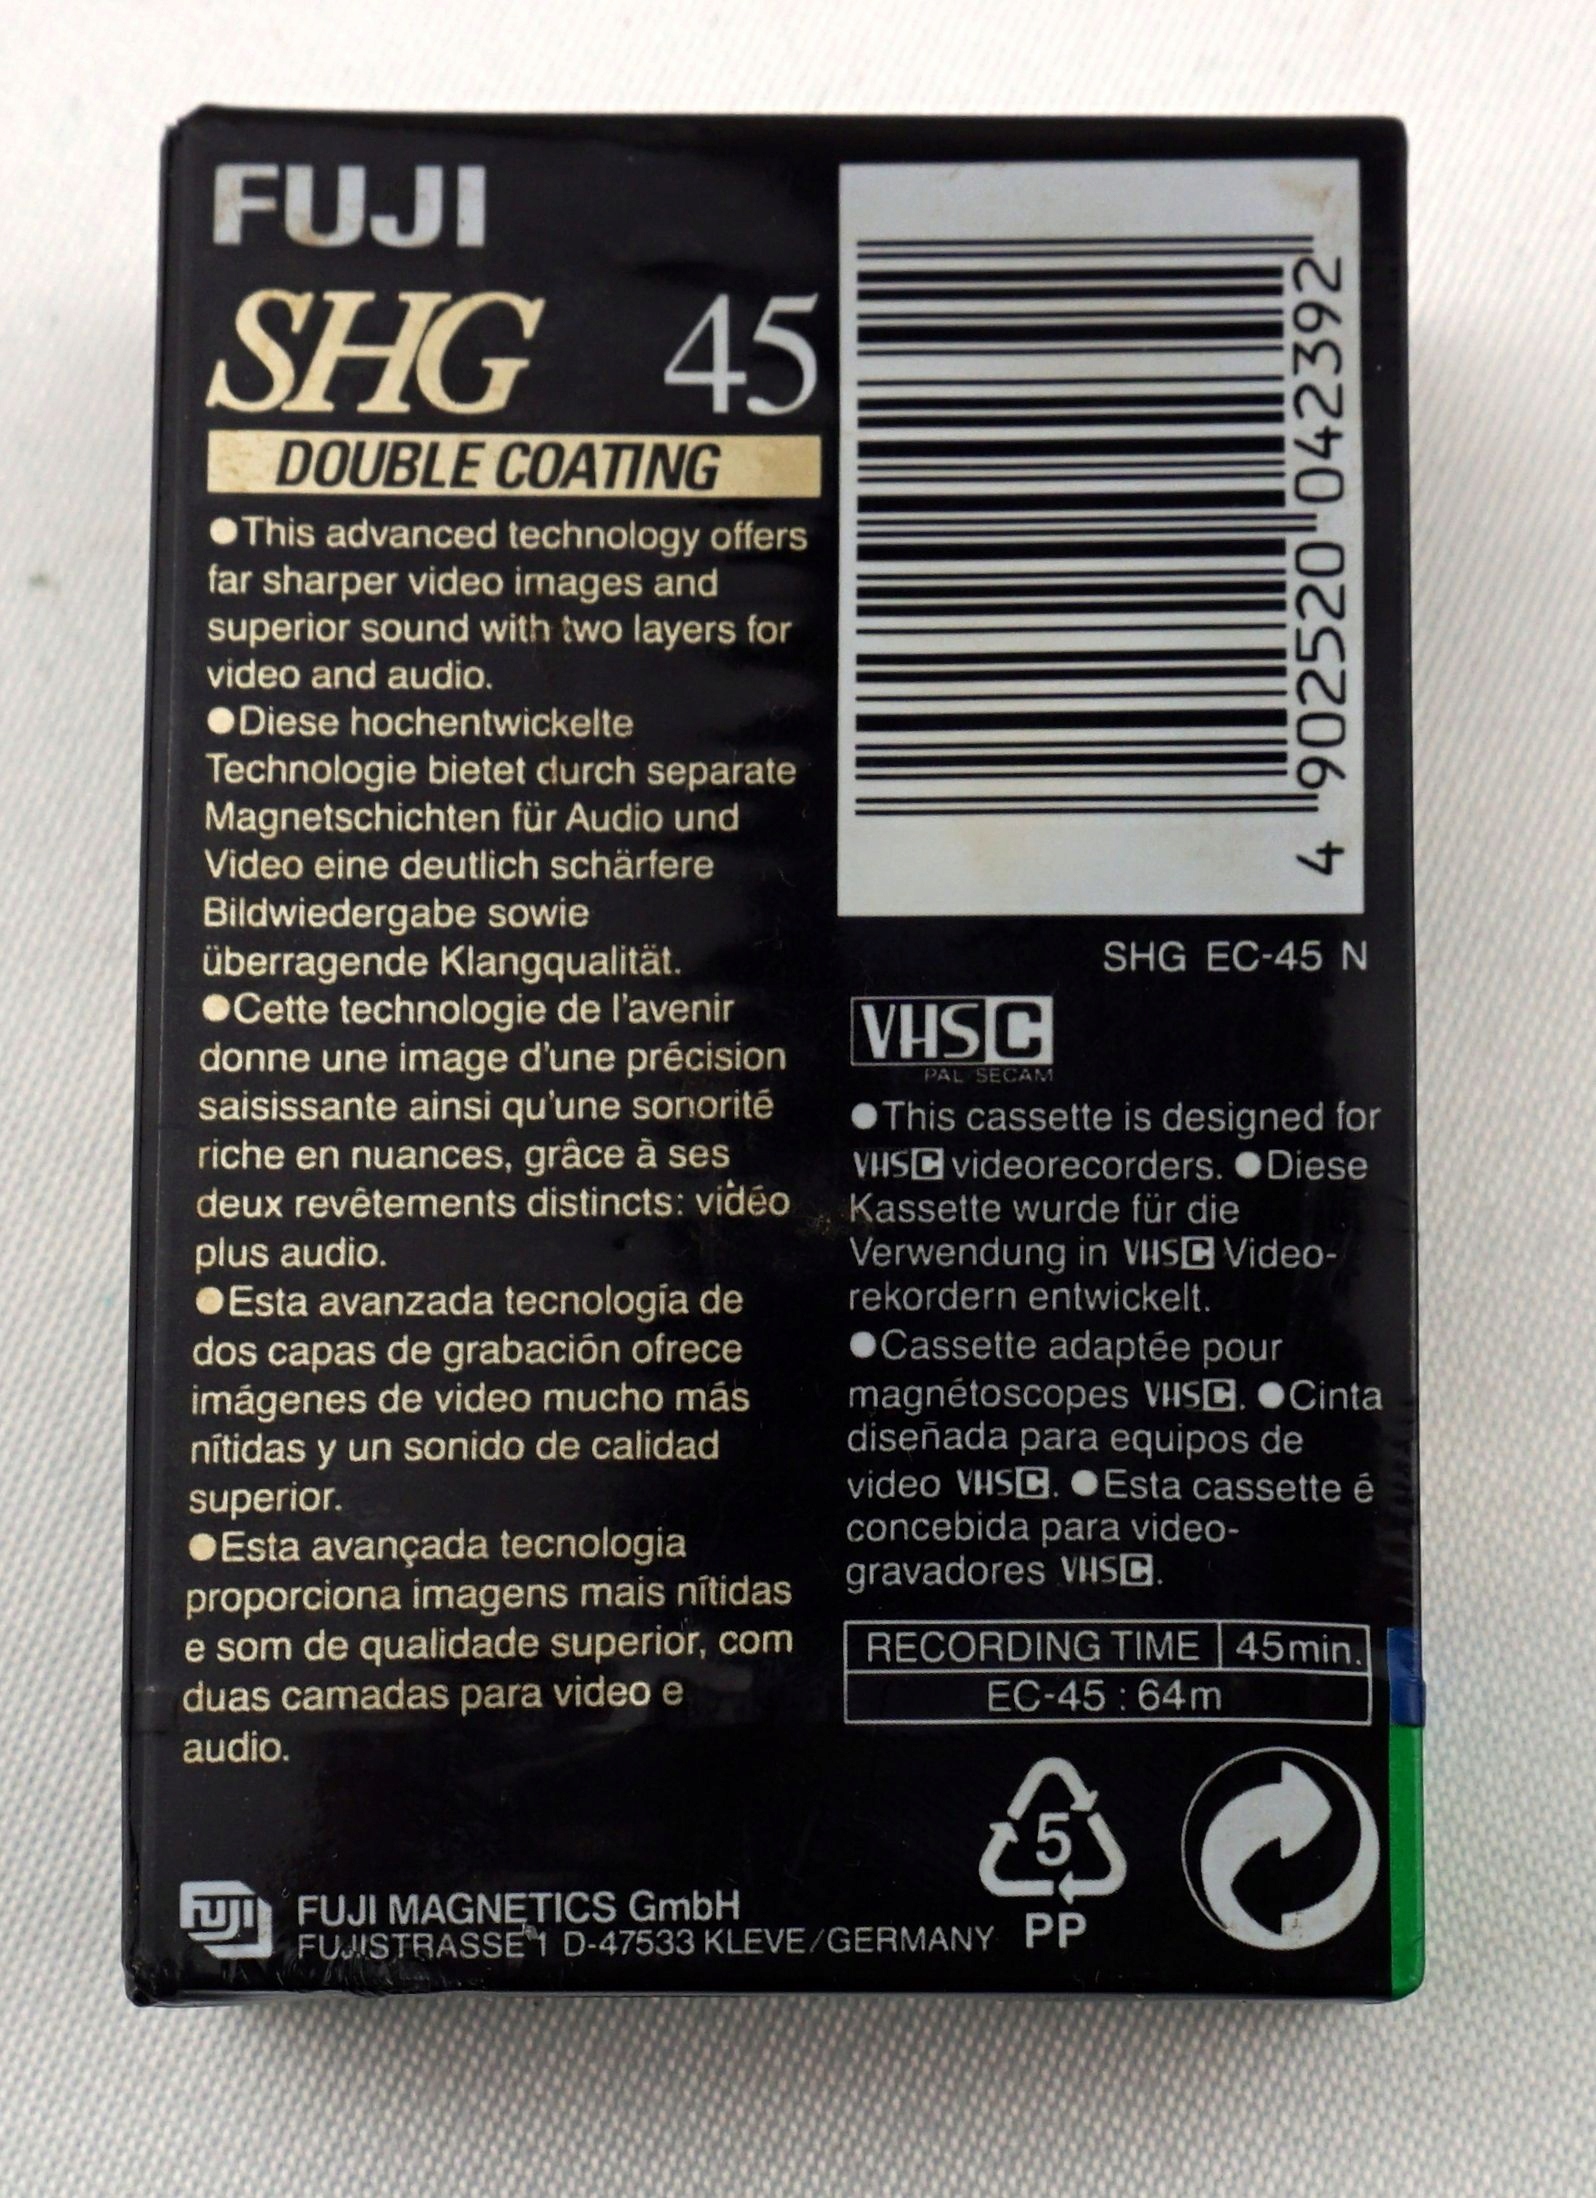 FUJI
SHG 45
DOUBLE COATING
●This advanced technology offers
far sharper video images and
superior sound with two layers for
video and audio.
●Diese hochentwickelte
Technologie bietet durch separate
Magnetschichten für Audio und
Video eine deutlich schärfere
Bildwiedergabe sowie
überragende Klangqualität.
●Cette technologie de l'avenir
donne une image d'une précision
saisissante ainsi qu'une sonorité
riche en nuances, grâce à ses
deux revêtements distincts: vidéo
plus audio.
●Esta avanzada tecnología de
dos capas de grabación ofrece
imágenes de video mucho más
nítidas y un sonido de calidad
superior.
●Esta avançada tecnologia
proporciona imagens mais nítidas
e som de qualidade superior, com
duas camadas para video e
audio.
4 902520 042392
SHG EC-45 N
VHSC
PAL/SECAM
●This cassette is designed for
VHSC videorecorders. ●Diese
Kassette wurde für die
Verwendung in VHSC Video-
rekordern entwickelt.
●Cassette adaptée pour
magnétoscopes VHSC. ●Cinta
diseñada para equipos de
video VHSC. ●Esta cassette é
concebida para video-
gravadores VHSC.
RECORDING TIME 45min.
EC-45 : 64m
5
PP
FUJI
FUJI MAGNETICS GmbH
FUJISTRASSE 1 D-47533 KLEVE/GERMANY